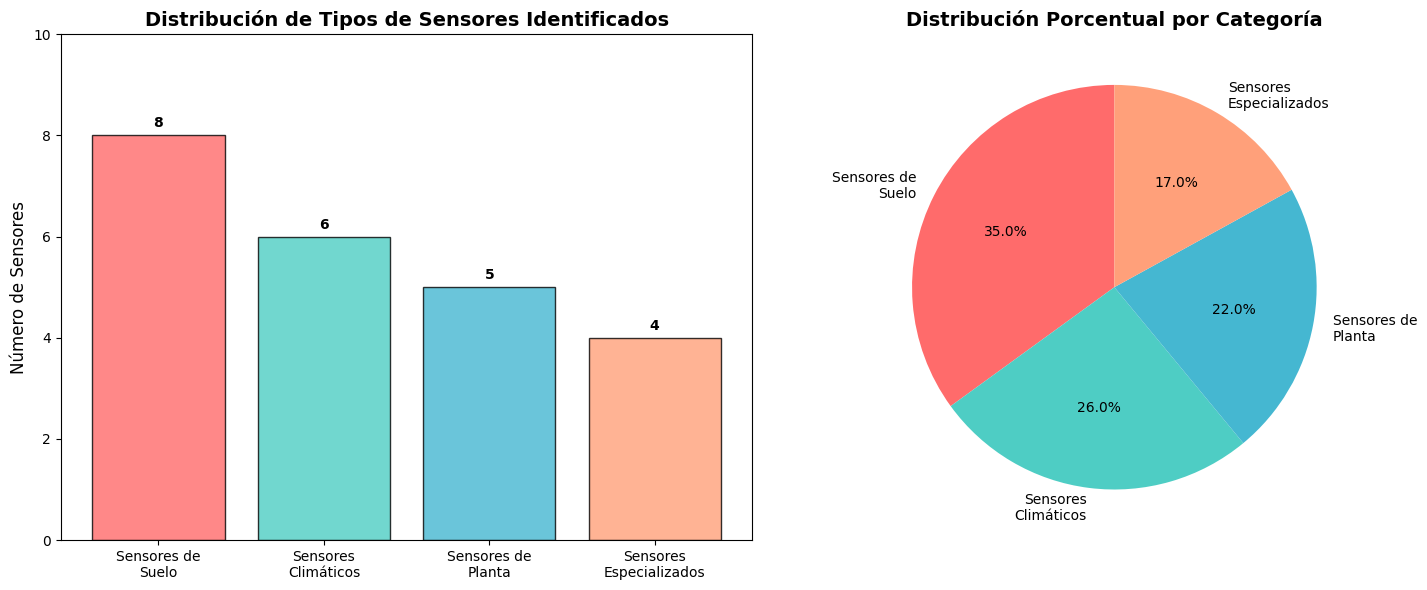 Distribución de Tipos de Sensores Identificados
Número de Sensores
10
8
6
4
2
0
8
6
5
4
Sensores de
Suelo
Sensores
Climáticos
Sensores de
Planta
Sensores
Especializados
Distribución Porcentual por Categoría
Sensores
Especializados
Sensores de
Suelo
17.0%
35.0%
22.0%
Sensores de
Planta
26.0%
Sensores
Climáticos